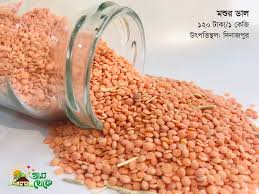 মশুর ডাল
১২০ টাকা/১ কেজি
উৎপত্তিস্থল: দিনাজপুর
গ্রাম
থেকে